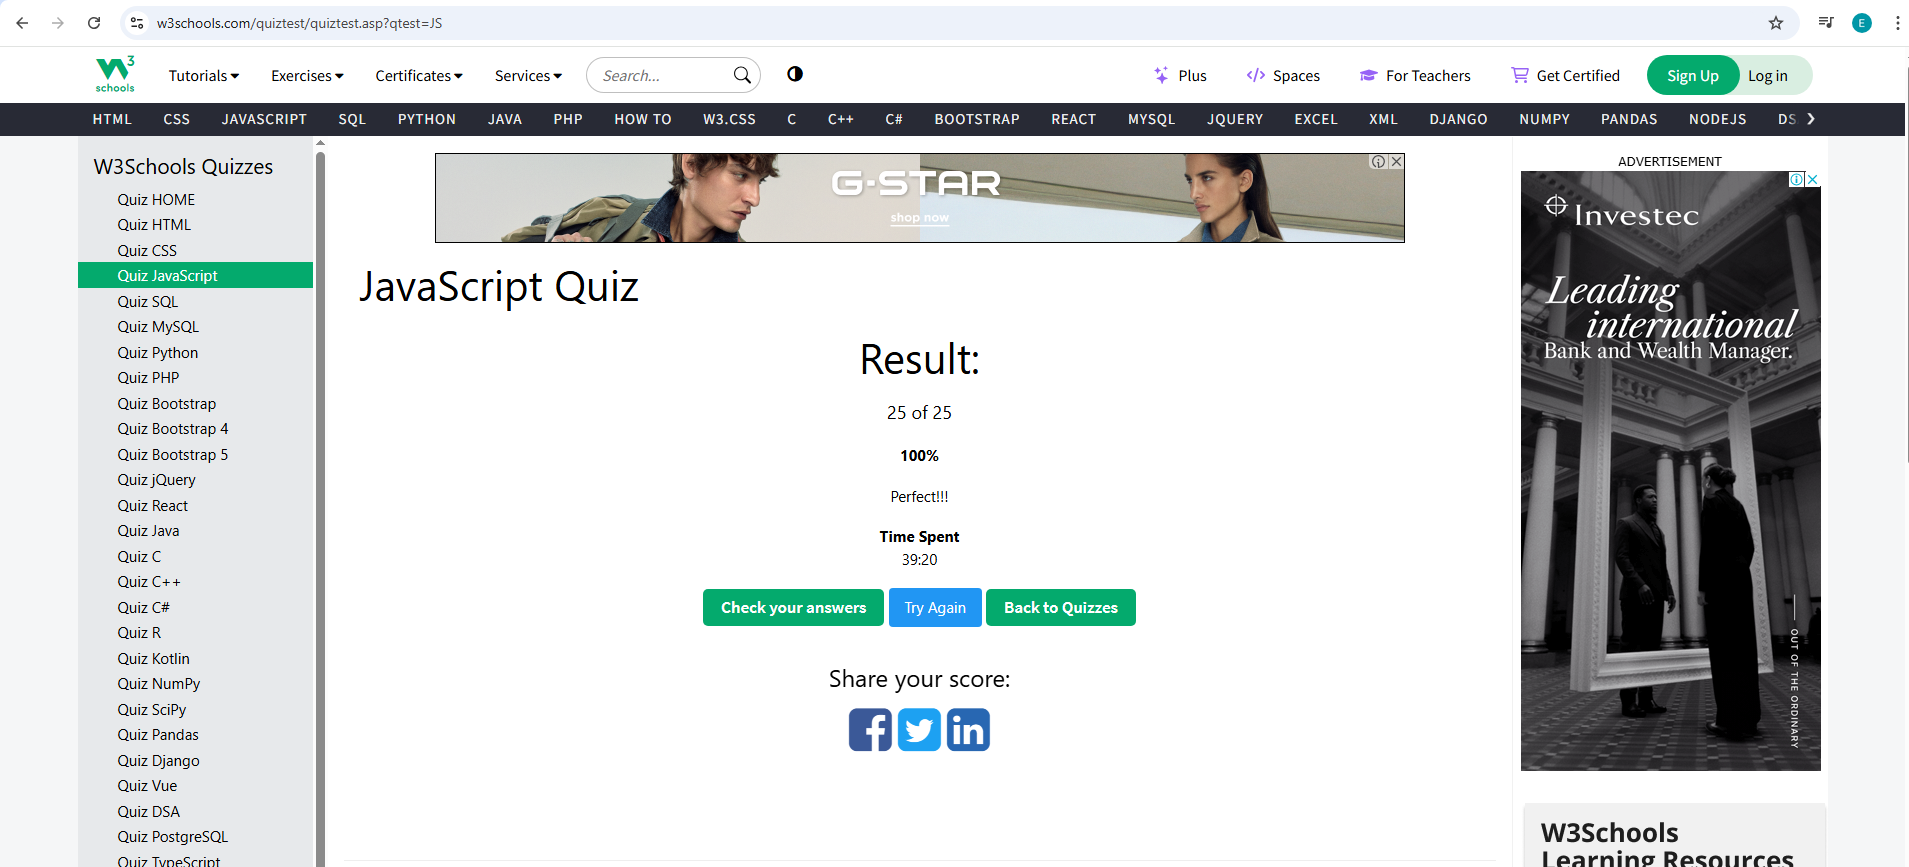 w3schools.com/quiztest/quiztest.asp?qtest=JS
E
W3
schools
Tutorials
Exercises
Certificates
Services
Search...
Plus
Spaces
For Teachers
Get Certified
Sign Up
Log in
HTML
CSS
JAVASCRIPT
SQL
PYTHON
JAVA
PHP
HOW TO
W3.CSS
C
C++
C#
BOOTSTRAP
REACT
MYSQL
JQUERY
EXCEL
XML
DJANGO
NUMPY
PANDAS
NODEJS
DS
W3Schools Quizzes
Quiz HOME
Quiz HTML
Quiz CSS
Quiz JavaScript
Quiz SQL
Quiz MySQL
Quiz Python
Quiz PHP
Quiz Bootstrap
Quiz Bootstrap 4
Quiz Bootstrap 5
Quiz jQuery
Quiz React
Quiz Java
Quiz C
Quiz C++
Quiz C#
Quiz R
Quiz Kotlin
Quiz NumPy
Quiz SciPy
Quiz Pandas
Quiz Django
Quiz Vue
Quiz DSA
Quiz PostgreSQL
Quiz TypeScript
G-STAR
shop now
JavaScript Quiz
Result:
25 of 25
100%
Perfect!!!
Time Spent
39:20
Check your answers
Try Again
Back to Quizzes
Share your score:
ADVERTISEMENT
Investec
Leading
international
Bank and Wealth Manager.
OUT OF THE ORDINARY
W3Schools
Learning Resources